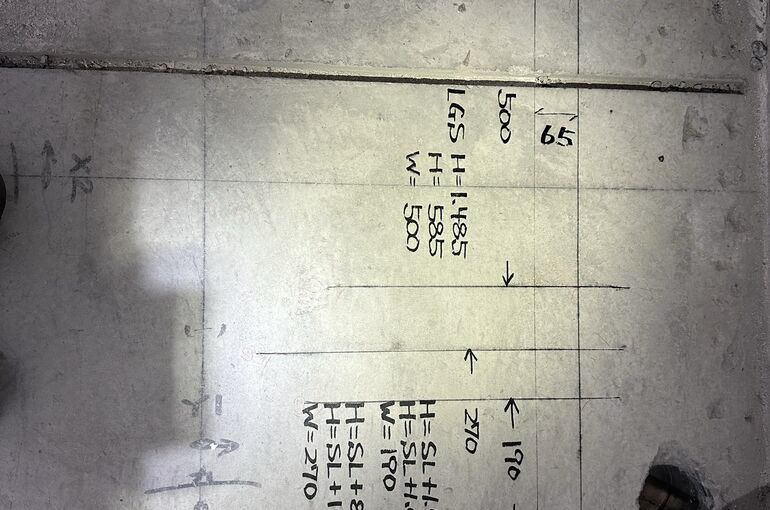 65
500
LGS H=1.485
H= 585
W= 500
190
270
H=SL+1.
H=SL+1.
W=190
H=SL+8
H=SL+1
W=270
X2